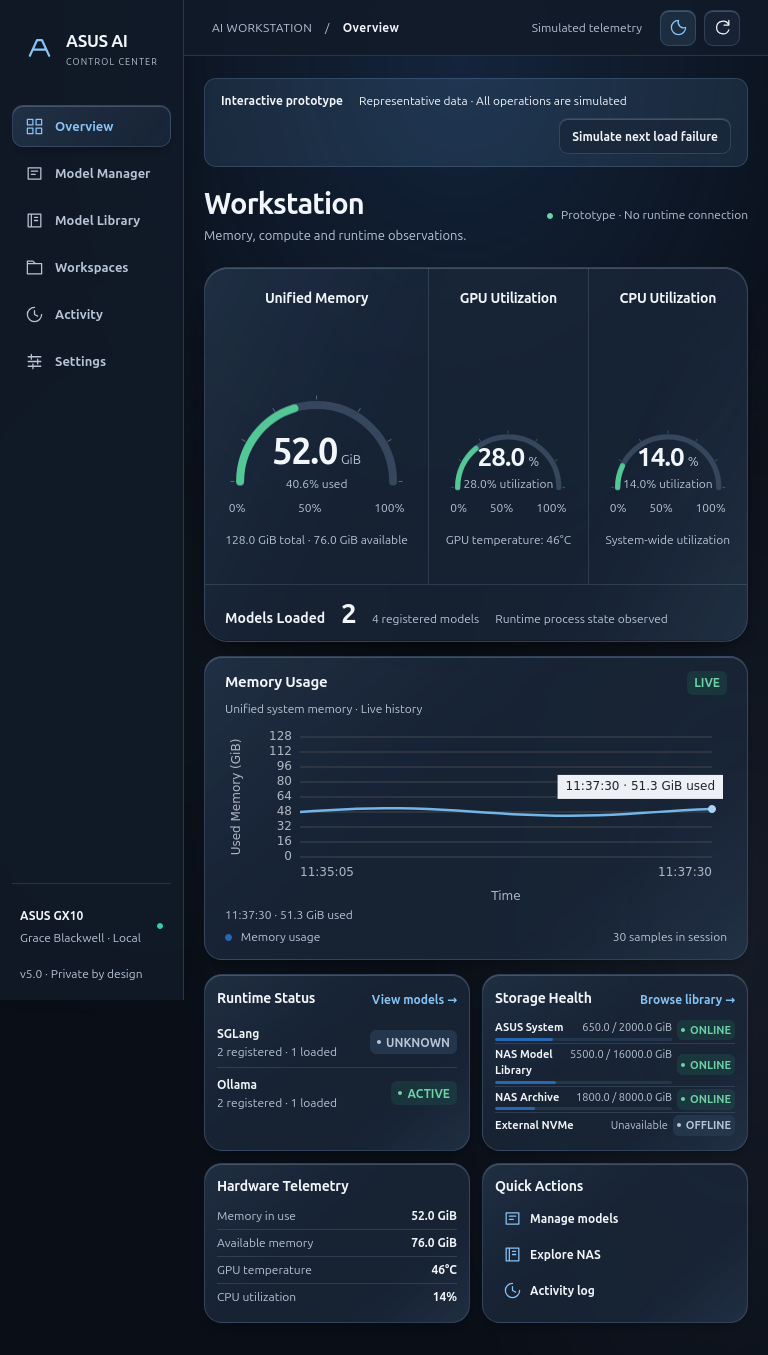 ASUS AI
CONTROL CENTER
Overview
Model Manager
Model Library
Workspaces
Activity
Settings
ASUS GX10
Grace Blackwell · Local
v5.0 · Private by design
AI WORKSTATION / Overview
Simulated telemetry
Interactive prototype Representative data · All operations are simulated
Simulate next load failure
Workstation
Memory, compute and runtime observations.
Prototype · No runtime connection
Unified Memory
52.0 GiB
40.6% used
0% 50% 100%
128.0 GiB total · 76.0 GiB available
GPU Utilization
28.0 %
28.0% utilization
0% 50% 100%
GPU temperature: 46°C
CPU Utilization
14.0 %
14.0% utilization
0% 50% 100%
System-wide utilization
Models Loaded 2 4 registered models Runtime process state observed
Memory Usage
LIVE
Unified system memory · Live history
Used Memory (GiB)
128
112
96
80
64
48
32
16
0
11:37:30 · 51.3 GiB used
11:35:05 11:37:30
Time
11:37:30 · 51.3 GiB used
Memory usage
30 samples in session
Runtime Status
View models →
SGLang
2 registered · 1 loaded
UNKNOWN
Ollama
2 registered · 1 loaded
ACTIVE
Storage Health
Browse library →
ASUS System 650.0 / 2000.0 GiB ONLINE
NAS Model
Library
5500.0 / 16000.0 GiB ONLINE
NAS Archive 1800.0 / 8000.0 GiB ONLINE
External NVMe Unavailable OFFLINE
Hardware Telemetry
Memory in use 52.0 GiB
Available memory 76.0 GiB
GPU temperature 46°C
CPU utilization 14%
Quick Actions
Manage models
Explore NAS
Activity log